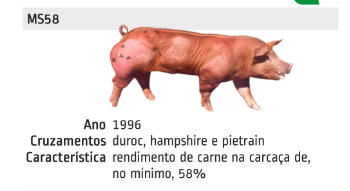 MS58
Ano 1996
Cruzamentos duroc, hampshire e pietrain
Característica rendimento de carne na carcaça de,
no mínimo, 58%